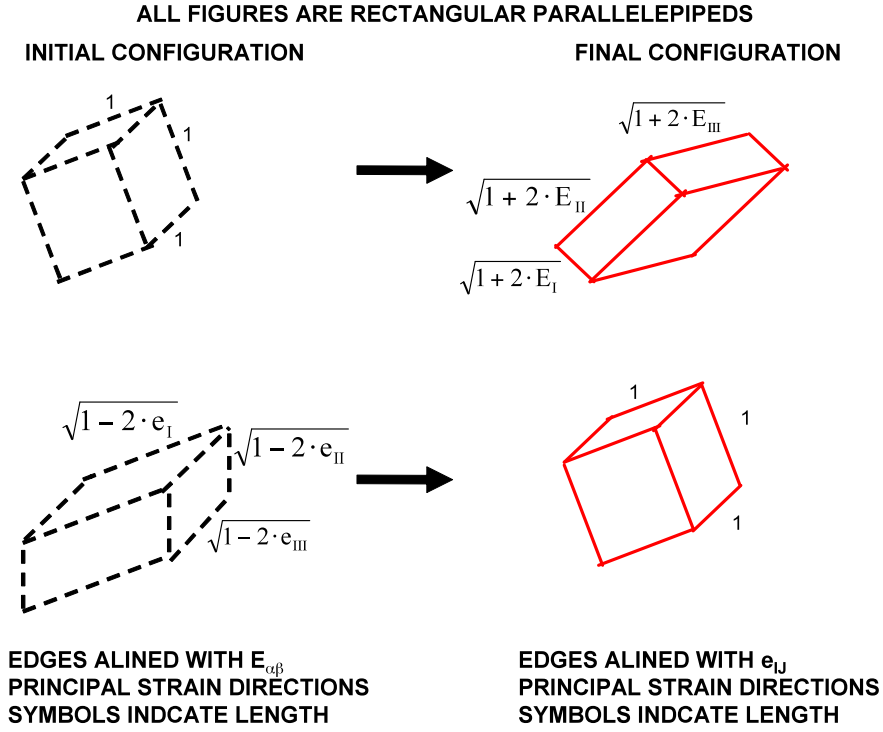 ALL FIGURES ARE RECTANGULAR PARALLELEPIPEDS
INITIAL CONFIGURATION
FINAL CONFIGURATION
1
1
1
√(1 + 2·E_III)
√(1 + 2·E_II)
√(1 + 2·E_I)
√(1 − 2·e_I)
√(1 − 2·e_II)
√(1 − 2·e_III)
1
1
1
EDGES ALINED WITH E_αβ
PRINCIPAL STRAIN DIRECTIONS
SYMBOLS INDCATE LENGTH
EDGES ALINED WITH e_IJ
PRINCIPAL STRAIN DIRECTIONS
SYMBOLS INDCATE LENGTH